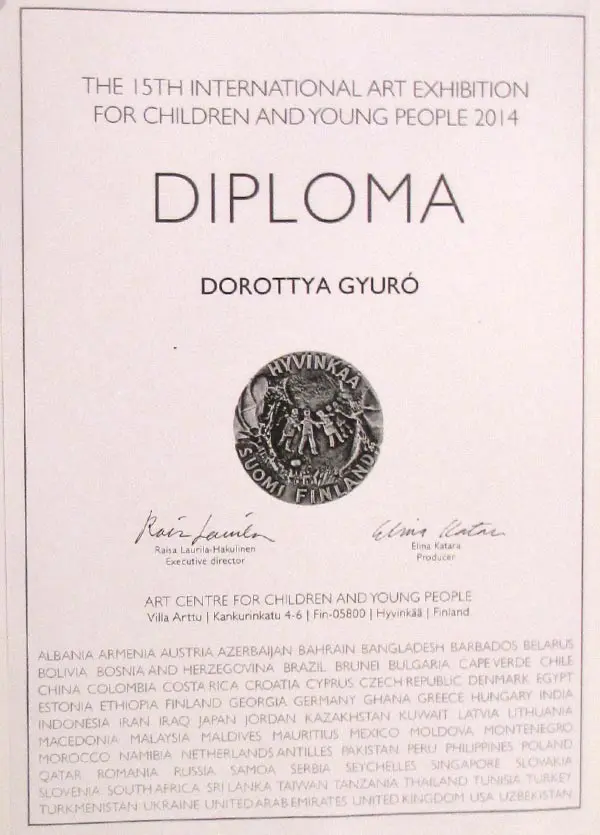 THE 15TH INTERNATIONAL ART EXHIBITION
FOR CHILDREN AND YOUNG PEOPLE 2014
DIPLOMA
DOROTTYA GYURÓ
HYVINKÄÄ
SUOMI FINLAND
Raisa Laurila-Hakulinen
Executive director
Elina Katara
Producer
ART CENTRE FOR CHILDREN AND YOUNG PEOPLE
Villa Arttu | Kankurinkatu 4-6 | Fin-05800 | Hyvinkää | Finland
ALBANIA ARMENIA AUSTRIA AZERBAIJAN BAHRAIN BANGLADESH BARBADOS BELARUS
BOLIVIA BOSNIA AND HERZEGOVINA BRAZIL BRUNEI BULGARIA CAPE VERDE CHILE
CHINA COLOMBIA COSTA RICA CROATIA CYPRUS CZECH REPUBLIC DENMARK EGYPT
ESTONIA ETHIOPIA FINLAND GEORGIA GERMANY GHANA GREECE HUNGARY INDIA
INDONESIA IRAN IRAQ JAPAN JORDAN KAZAKHSTAN KUWAIT LATVIA LITHUANIA
MACEDONIA MALAYSIA MALDIVES MAURITIUS MEXICO MOLDOVA MONTENEGRO
MOROCCO NAMIBIA NETHERLANDS ANTILLES PAKISTAN PERU PHILIPPINES POLAND
QATAR ROMANIA RUSSIA SAMOA SERBIA SEYCHELLES SINGAPORE SLOVAKIA
SLOVENIA SOUTH AFRICA SRI LANKA TAIWAN TANZANIA THAILAND TUNISIA TURKEY
TURKMENISTAN UKRAINE UNITED ARAB EMIRATES UNITED KINGDOM USA UZBEKISTAN